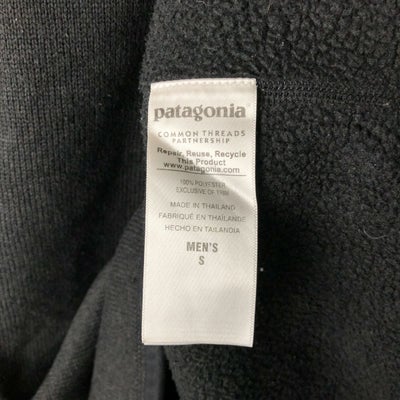 patagonia
COMMON THREADS
PARTNERSHIP
Repair, Reuse, Recycle
This Product
www.patagonia.com
100% POLYESTER
EXCLUSIVE OF TRIM
MADE IN THAILAND
FABRIQUÉ EN THAÏLANDE
HECHO EN TAILANDIA
MEN'S
S